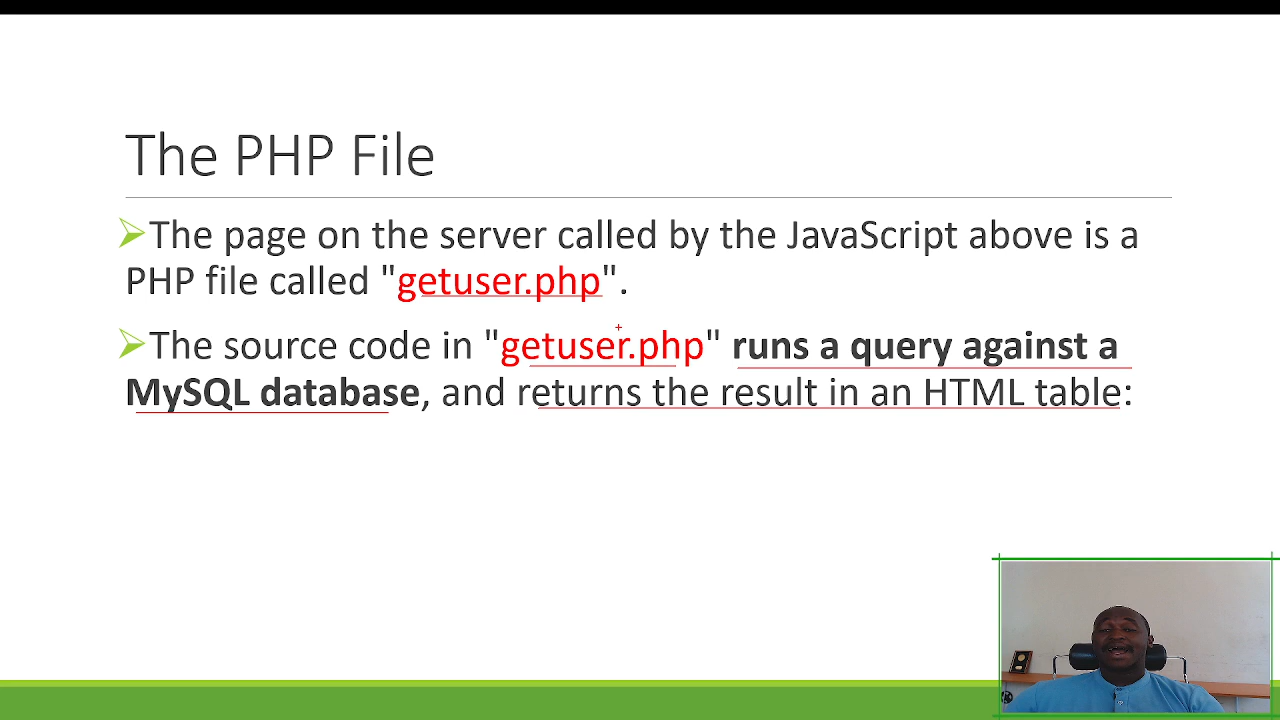 The PHP File
The page on the server called by the JavaScript above is a
PHP file called "getuser.php".
The source code in "getuser.php" runs a query against a
MySQL database, and returns the result in an HTML table: